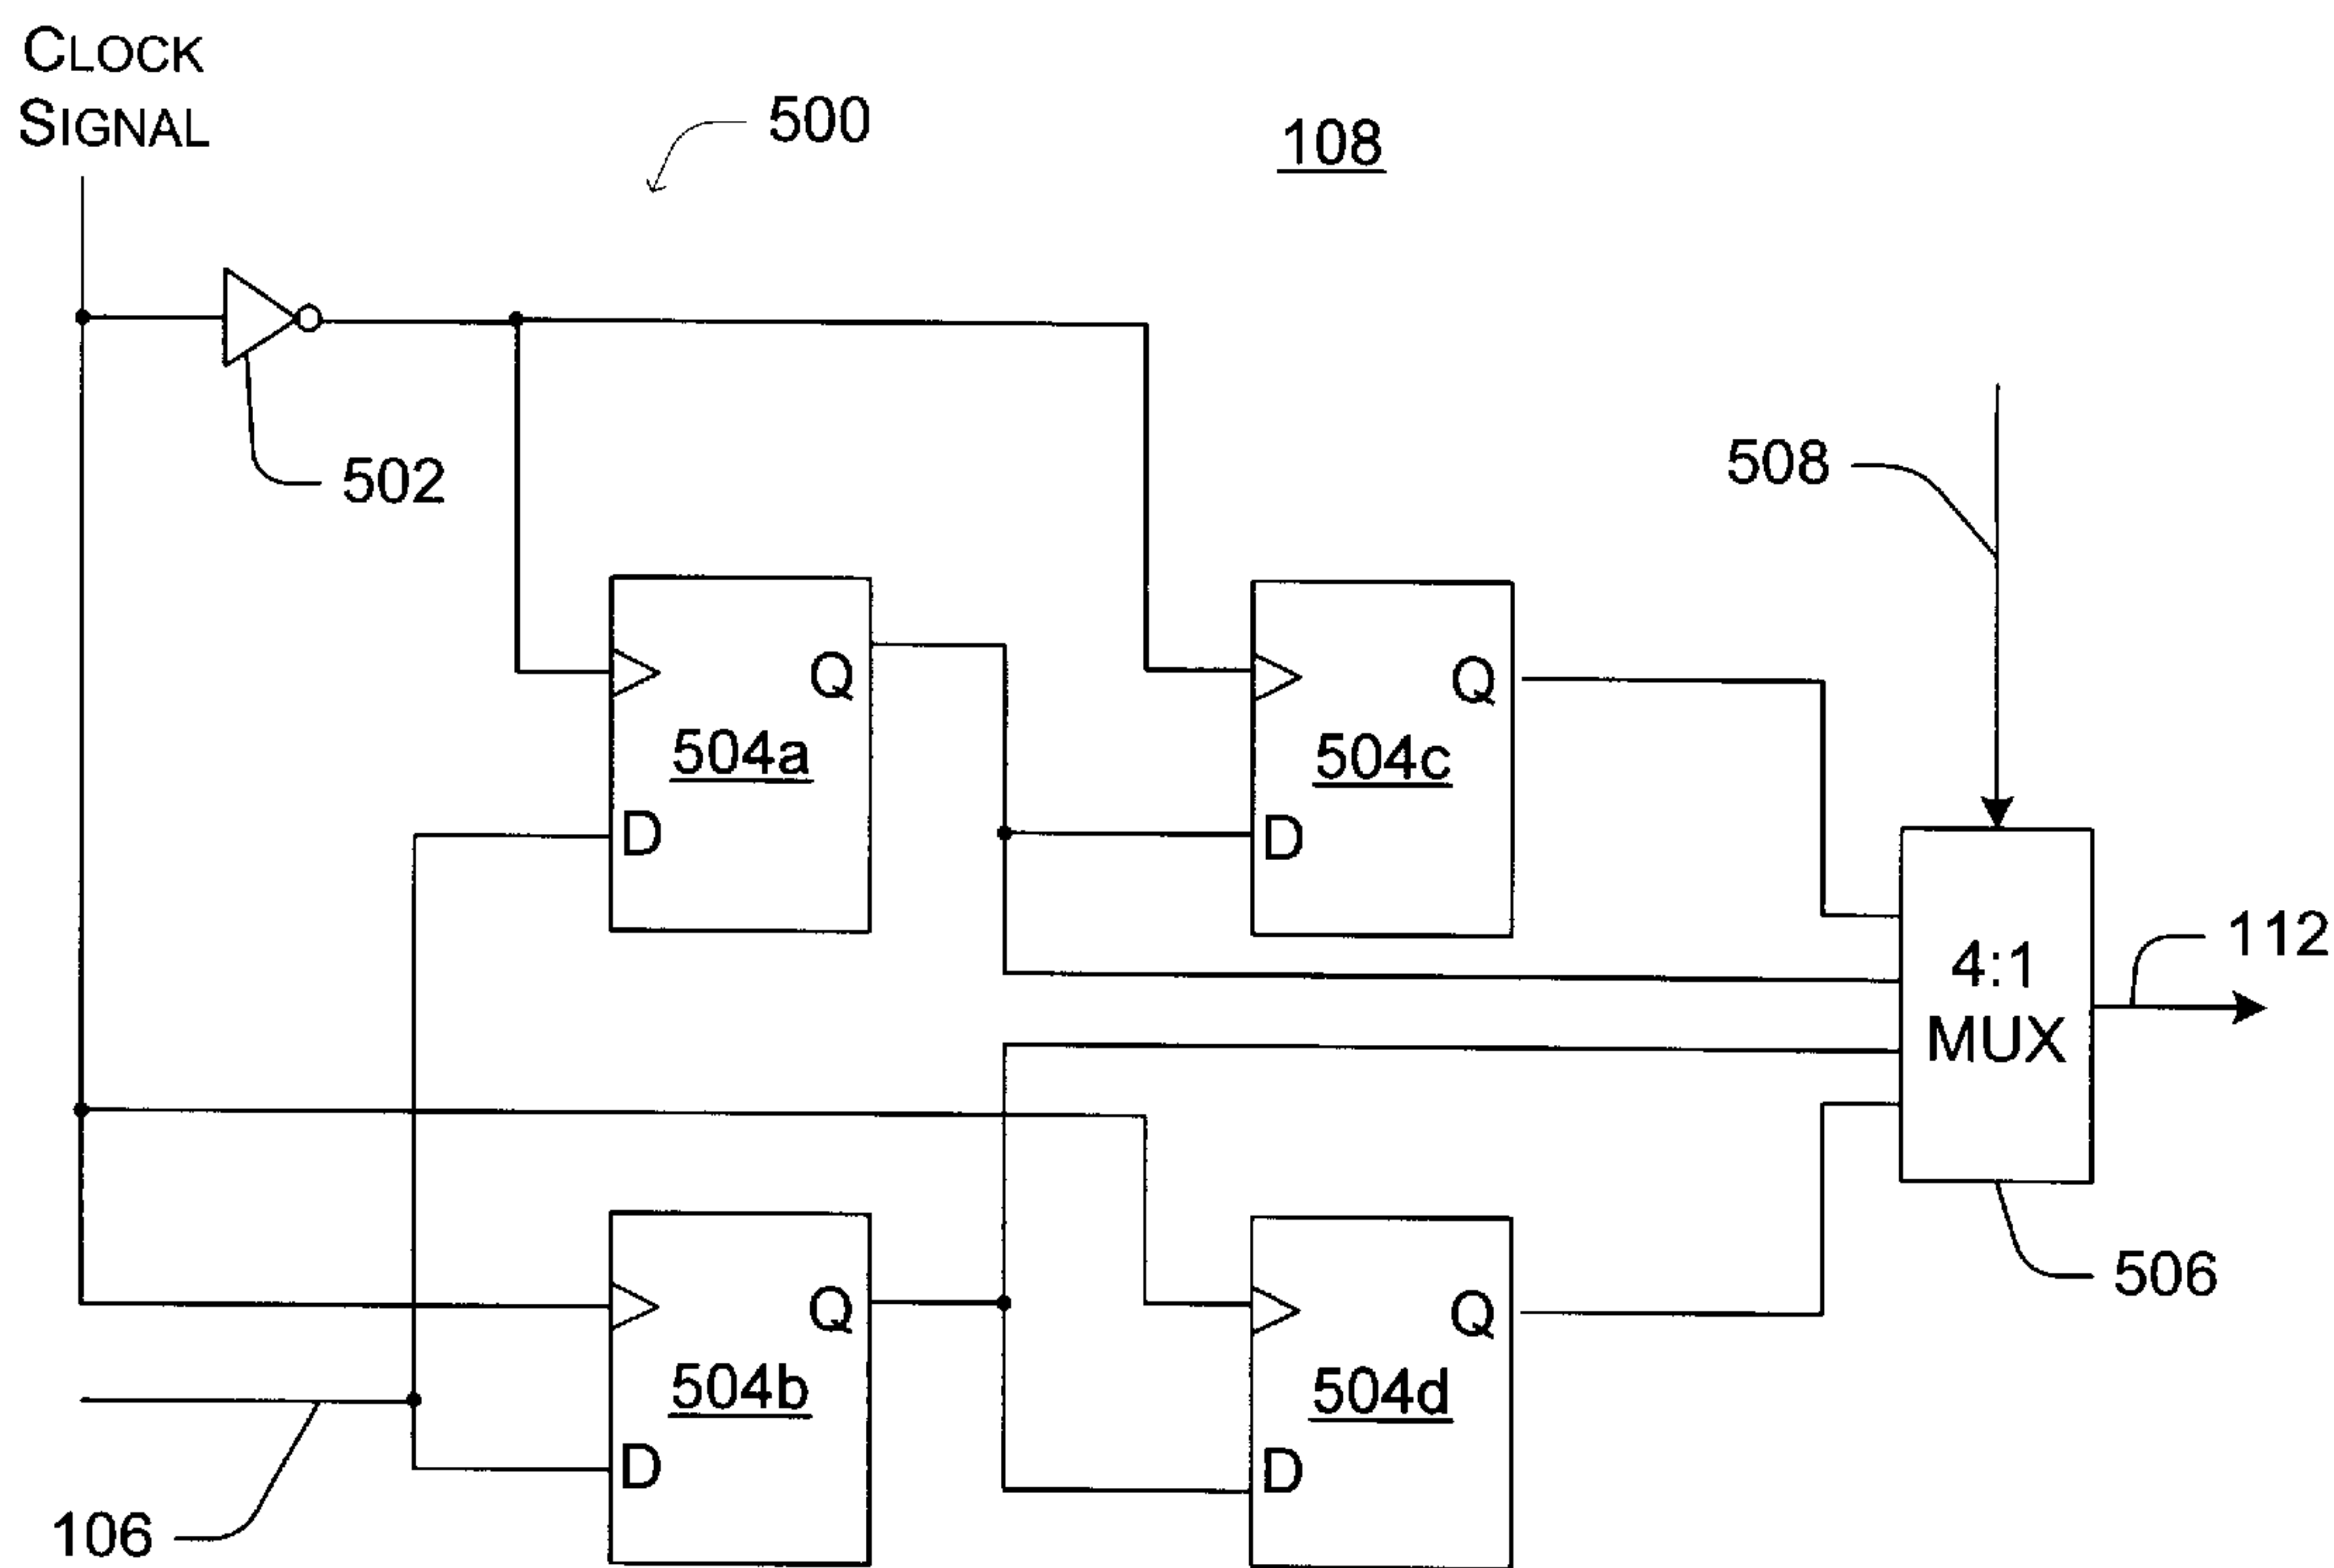 CLOCK
SIGNAL
500
108
502
508
Q
504a
D
Q
504c
D
4:1
MUX
112
Q
504b
D
Q
504d
D
506
106